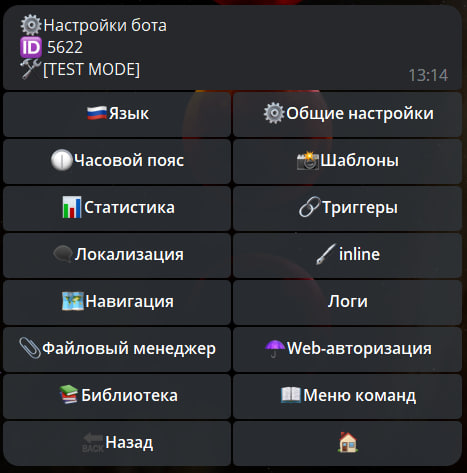 ⚙️Настройки бота
🆔 5622
🛠[TEST MODE]
13:14
🇷🇺Язык
⚙️Общие настройки
🕧Часовой пояс
📸Шаблоны
📊Статистика
🔗Триггеры
🗨Локализация
🖌inline
🗺Навигация
Логи
📎Файловый менеджер
☂️Web-авторизация
📚Библиотека
📖Меню команд
🔙Назад
🏠